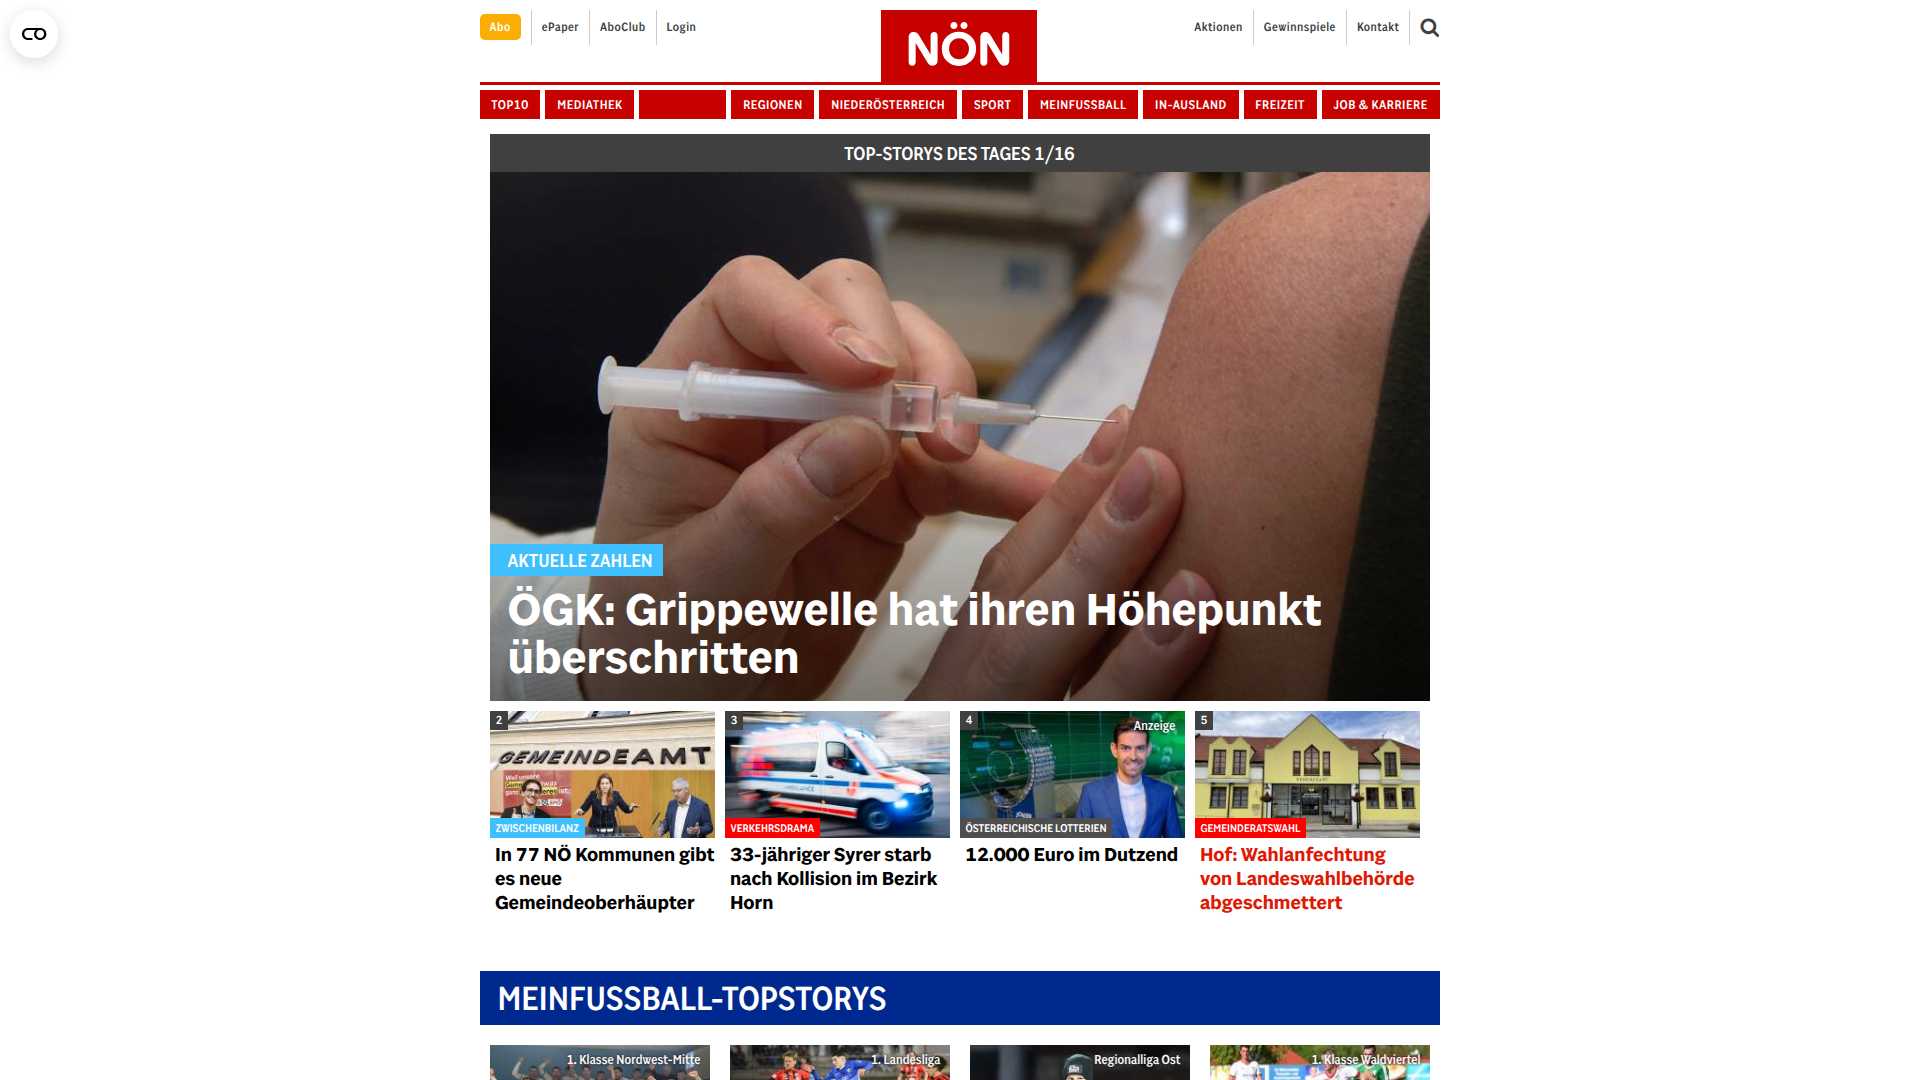 Abo
ePaper
AboClub
Login
NÖN
Aktionen
Gewinnspiele
Kontakt
TOP10
MEDIATHEK
REGIONEN
NIEDERÖSTERREICH
SPORT
MEINFUSSBALL
IN-AUSLAND
FREIZEIT
JOB & KARRIERE
TOP-STORYS DES TAGES 1/16
AKTUELLE ZAHLEN
ÖGK: Grippewelle hat ihren Höhepunkt
überschritten
2
GEMEINDEAMT
ZWISCHENBILANZ
In 77 NÖ Kommunen gibt
es neue
Gemeindeoberhäupter
3
AMBULANCE
VERKEHRSDRAMA
33-jähriger Syrer starb
nach Kollision im Bezirk
Horn
4
Anzeige
ÖSTERREICHISCHE LOTTERIEN
12.000 Euro im Dutzend
5
GEMEINDERATSWAHL
Hof: Wahlanfechtung
von Landeswahlbehörde
abgeschmettert
MEINFUSSBALL-TOPSTORYS
1. Klasse Nordwest-Mitte
1. Landesliga
Regionalliga Ost
1. Klasse Waldviertel